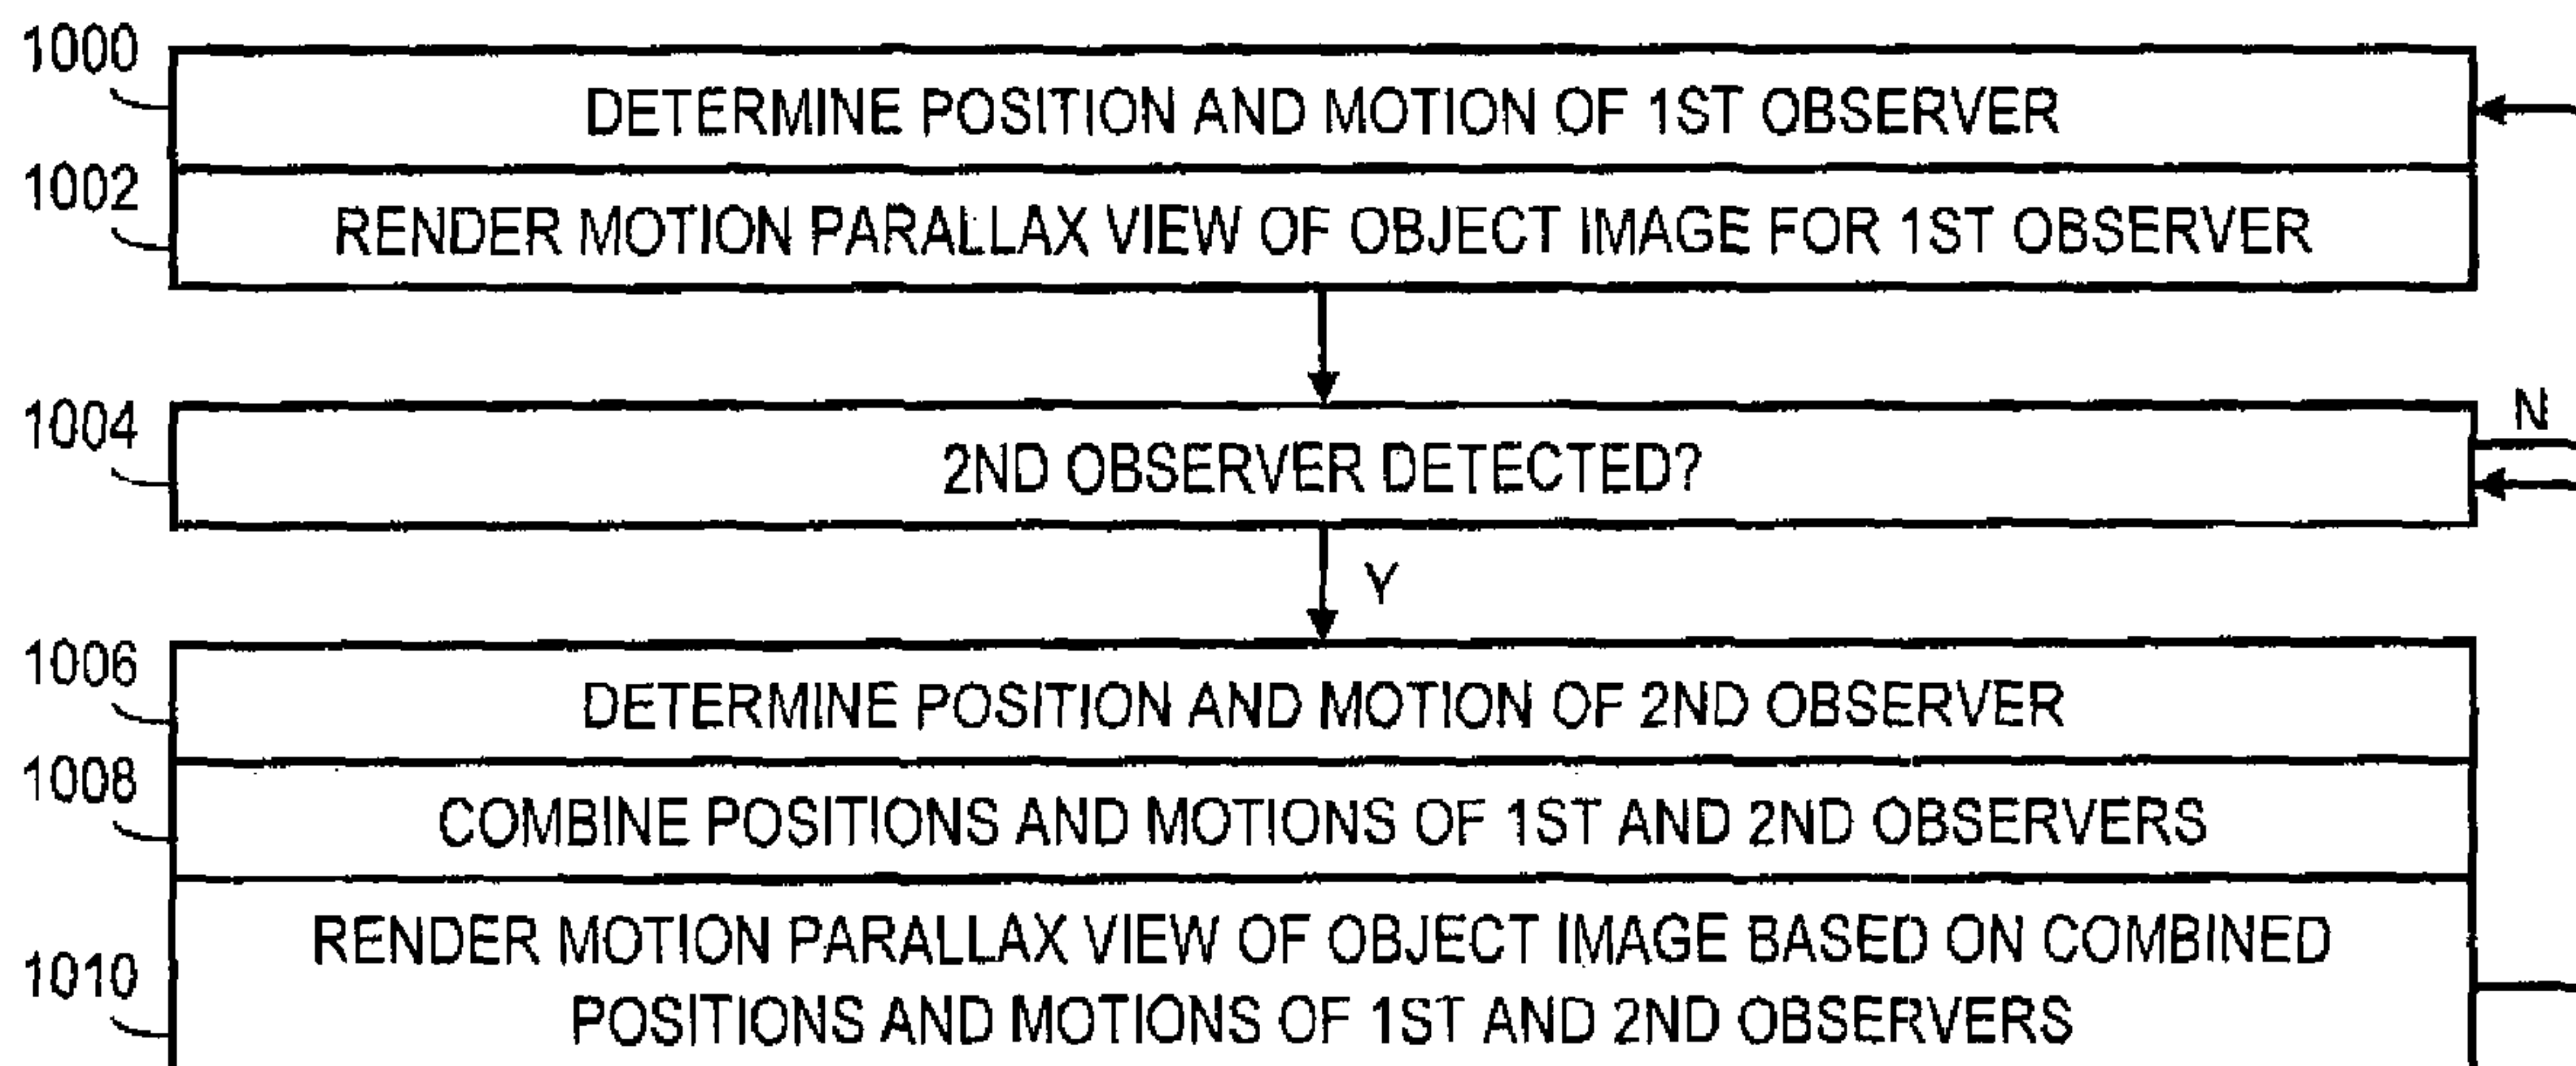 1000
DETERMINE POSITION AND MOTION OF 1ST OBSERVER
1002
RENDER MOTION PARALLAX VIEW OF OBJECT IMAGE FOR 1ST OBSERVER
1004
2ND OBSERVER DETECTED?
N
Y
1006
DETERMINE POSITION AND MOTION OF 2ND OBSERVER
1008
COMBINE POSITIONS AND MOTIONS OF 1ST AND 2ND OBSERVERS
1010
RENDER MOTION PARALLAX VIEW OF OBJECT IMAGE BASED ON COMBINED
POSITIONS AND MOTIONS OF 1ST AND 2ND OBSERVERS